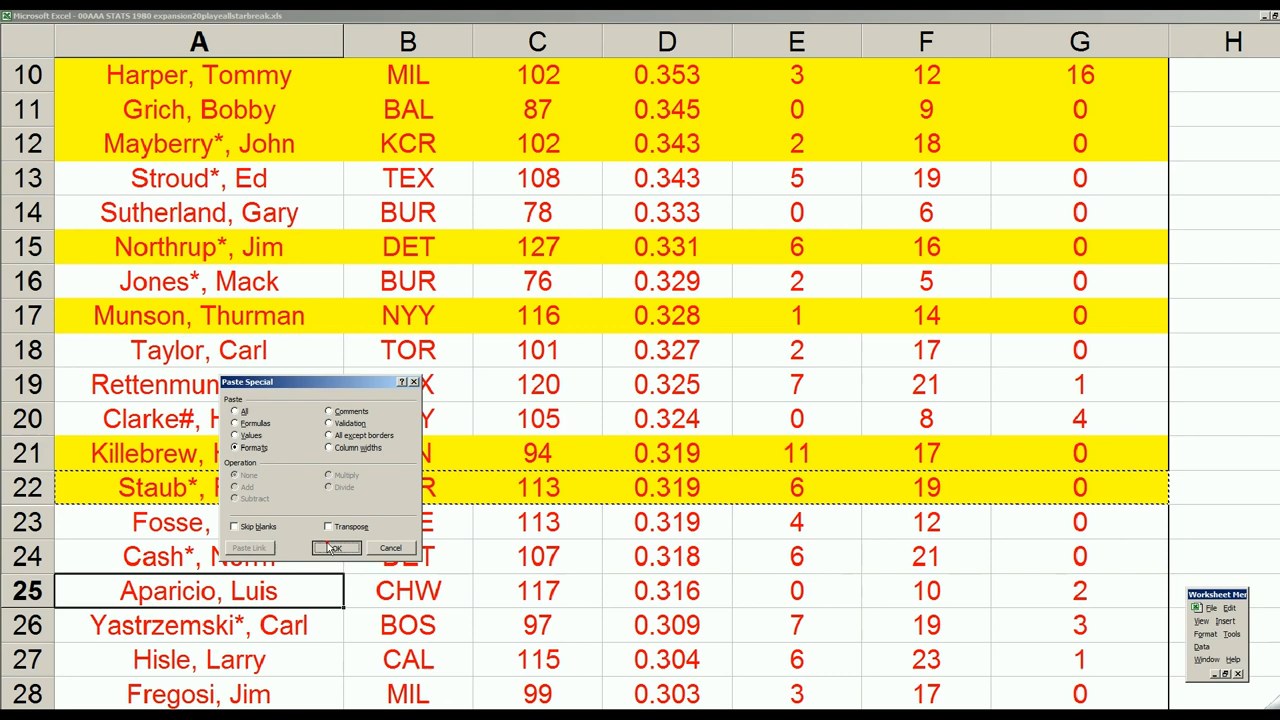 Microsoft Excel - 00AAA STATS 1980 expansion20playeallstarbreak.xls
A B C D E F G H
10 Harper, Tommy MIL 102 0.353 3 12 16
11 Grich, Bobby BAL 87 0.345 0 9 0
12 Mayberry*, John KCR 102 0.343 2 18 0
13 Stroud*, Ed TEX 108 0.343 5 19 0
14 Sutherland, Gary BUR 78 0.333 0 6 0
15 Northrup*, Jim DET 127 0.331 6 16 0
16 Jones*, Mack BUR 76 0.329 2 5 0
17 Munson, Thurman NYY 116 0.328 1 14 0
18 Taylor, Carl TOR 101 0.327 2 17 0
19 Rettenmun X 120 0.325 7 21 1
20 Clarke#, H Y 105 0.324 0 8 4
21 Killebrew, H N 94 0.319 11 17 0
22 Staub*, R 113 0.319 6 19 0
23 Fosse, E 113 0.319 4 12 0
24 Cash*, Norm DET 107 0.318 6 21 0
25 Aparicio, Luis CHW 117 0.316 0 10 2
26 Yastrzemski*, Carl BOS 97 0.309 7 19 3
27 Hisle, Larry CAL 115 0.304 6 23 1
28 Fregosi, Jim MIL 99 0.303 3 17 0
Paste Special
Paste
All Comments
Formulas Validation
Values All except borders
Formats Column widths
Operation
None Multiply
Add Divide
Subtract
Skip blanks Transpose
Paste Link OK Cancel
Worksheet Men
File Edit
View Insert
Format Tools
Data
Window Help